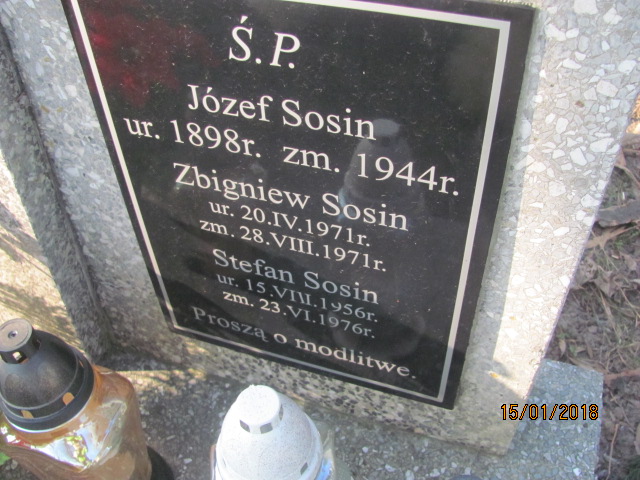 Ś.P.
Józef Sosin
ur. 1898r. zm. 1944r.
Zbigniew Sosin
ur. 20.IV.1971r.
zm. 28.VIII.1971r.
Stefan Sosin
ur. 15.VIII.1956r.
zm. 23.VI.1976r.
Proszą o modlitwe.
15/01/2018